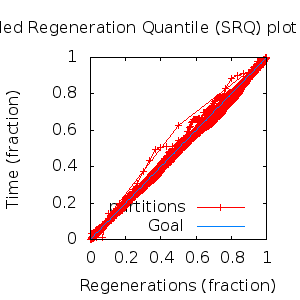 led Regeneration Quantile (SRQ) plot
1
0.8
0.6
0.4
0.2
0
Time (fraction)
partitions
Goal
0 0.2 0.4 0.6 0.8 1
Regenerations (fraction)